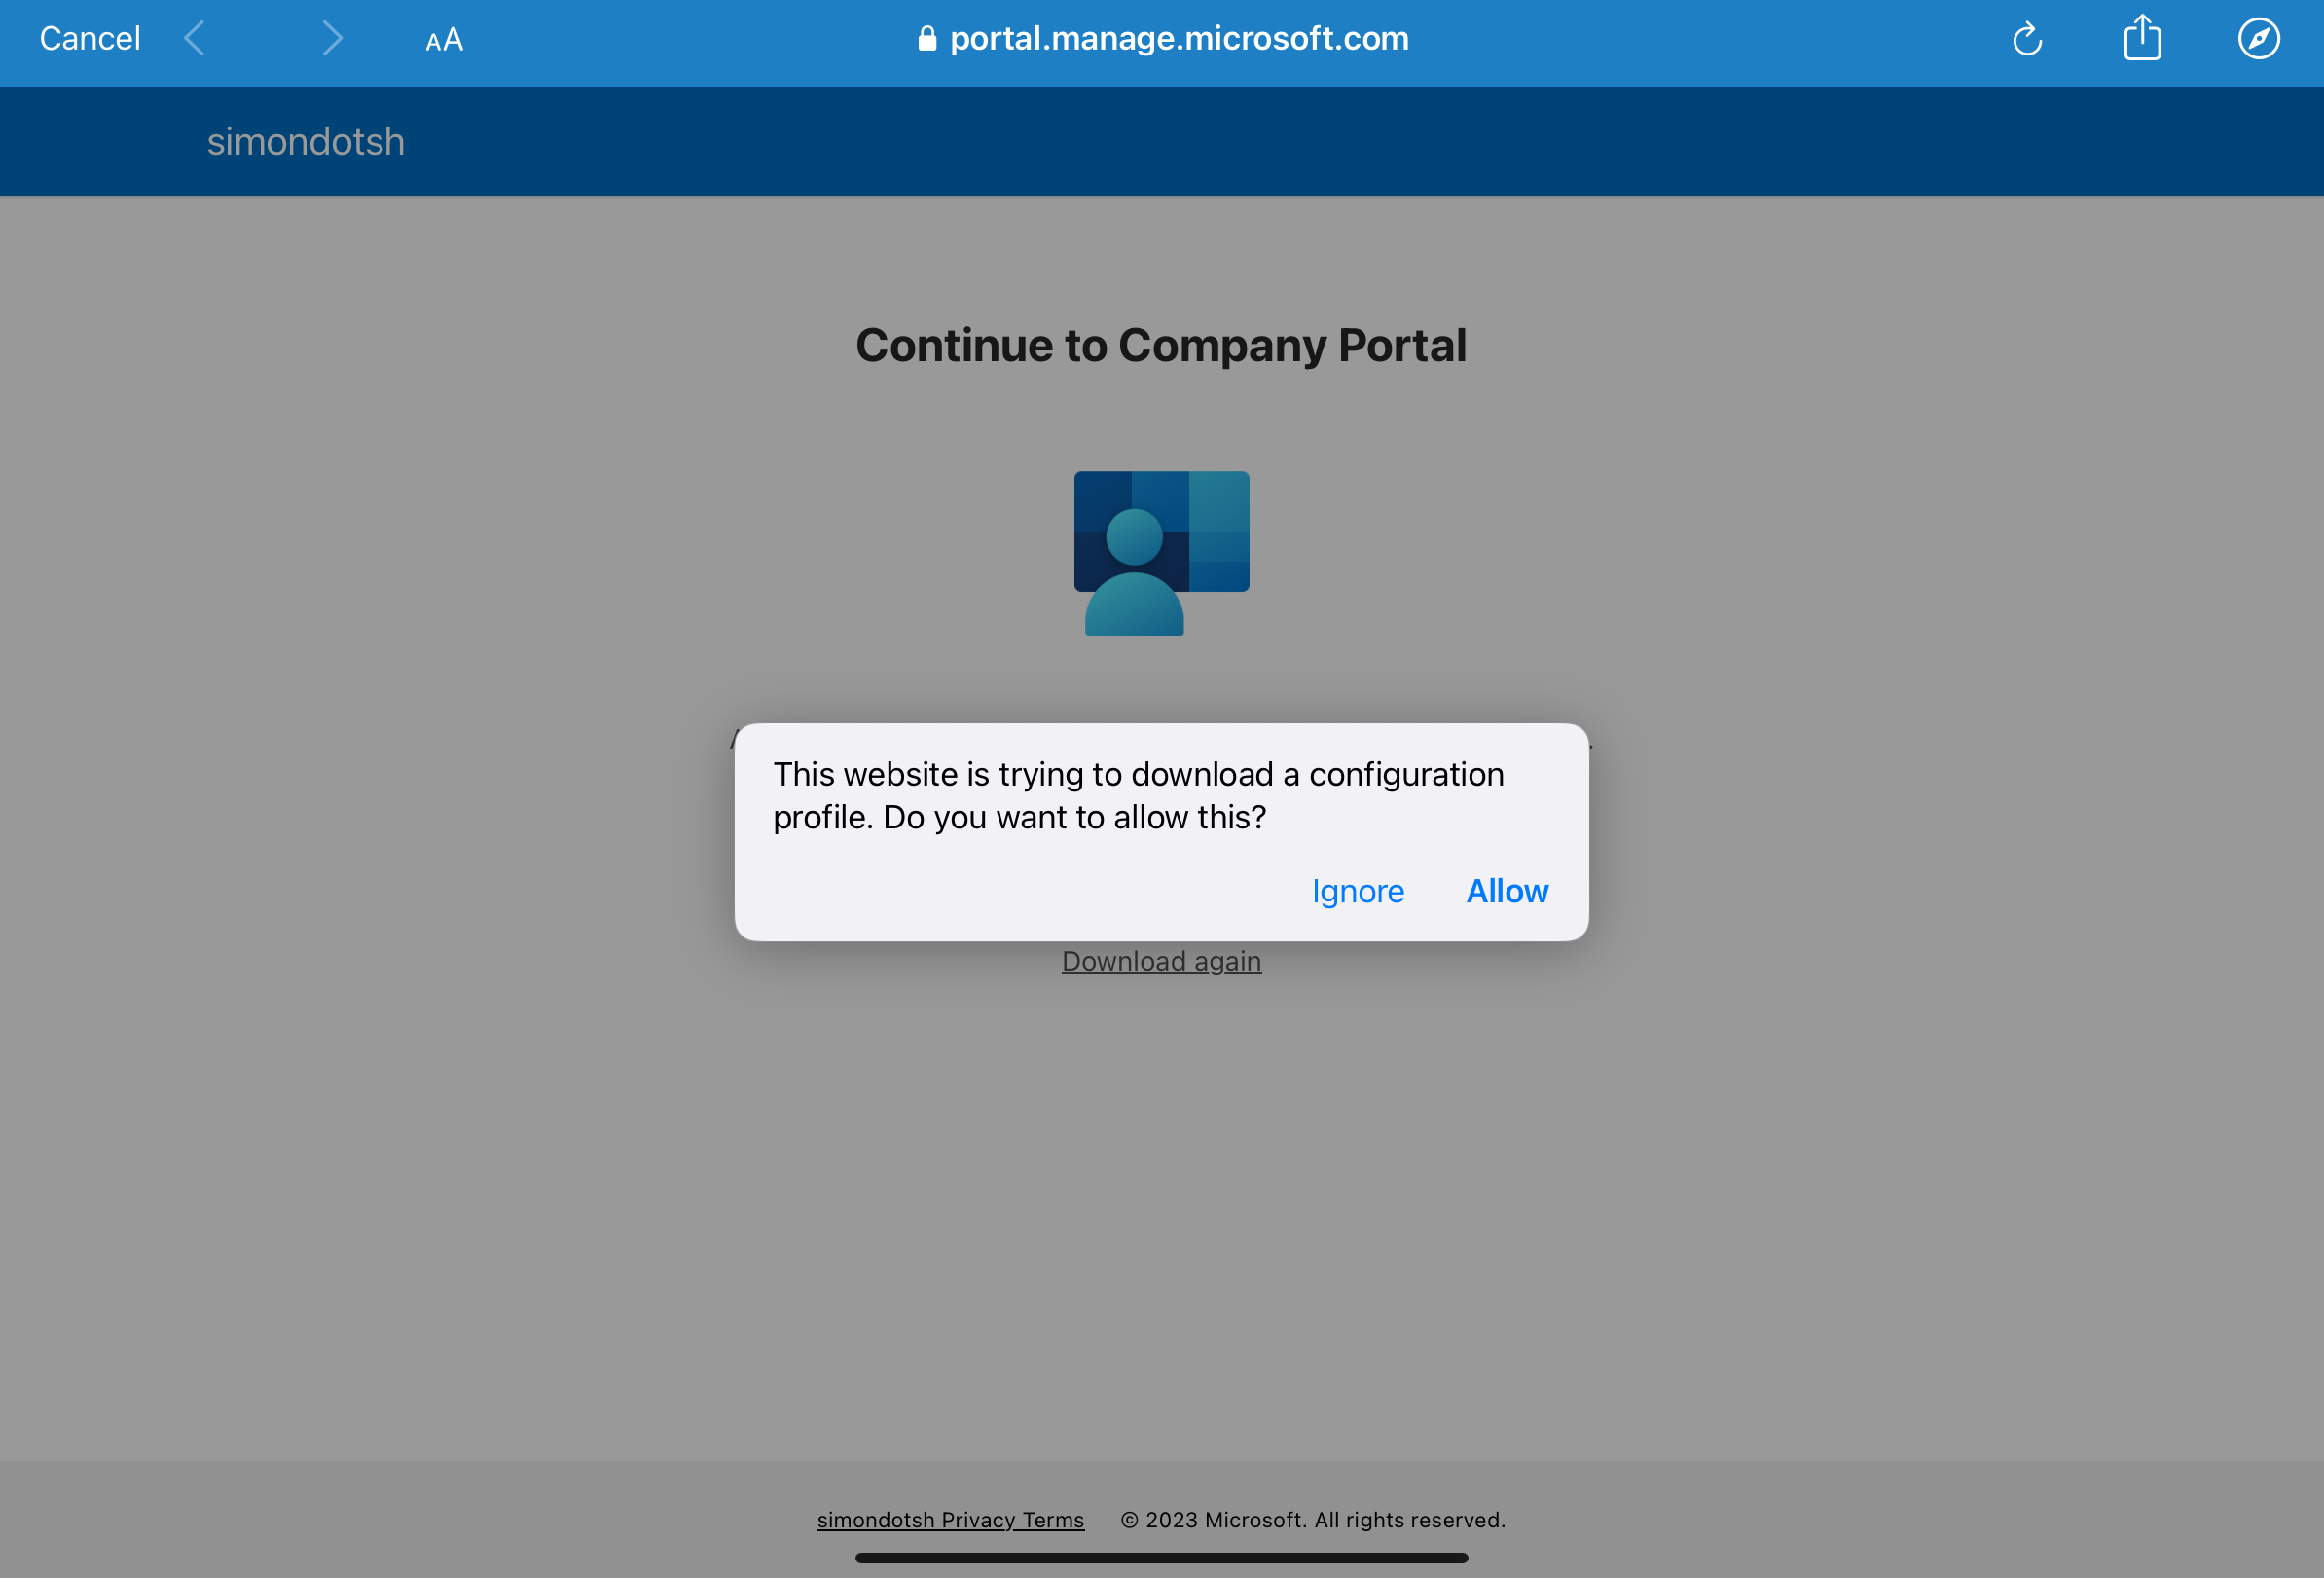 Cancel
AA
portal.manage.microsoft.com
simondotsh
Continue to Company Portal
This website is trying to download a configuration
profile. Do you want to allow this?
Ignore
Allow
Download again
simondotsh Privacy Terms
© 2023 Microsoft. All rights reserved.